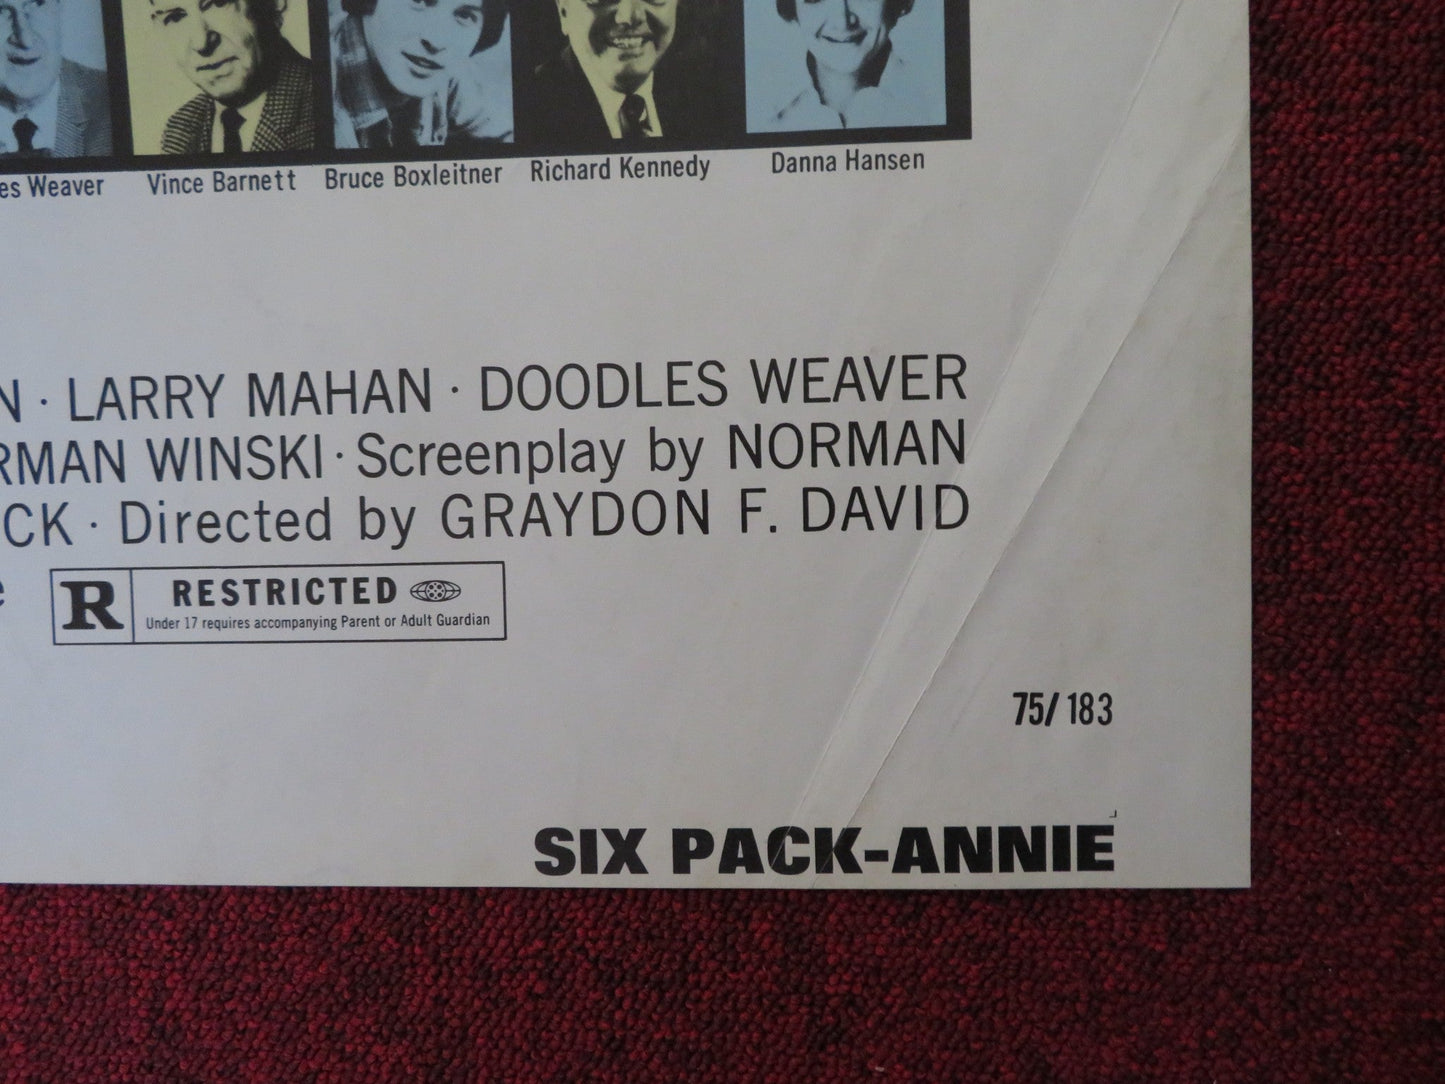 es Weaver Vince Barnett Bruce Boxleitner Richard Kennedy Danna Hansen
N · LARRY MAHAN · DOODLES WEAVER
RMAN WINSKI · Screenplay by NORMAN
CK · Directed by GRAYDON F. DAVID
e
R RESTRICTED
Under 17 requires accompanying Parent or Adult Guardian
75/183
SIX PACK-ANNIE